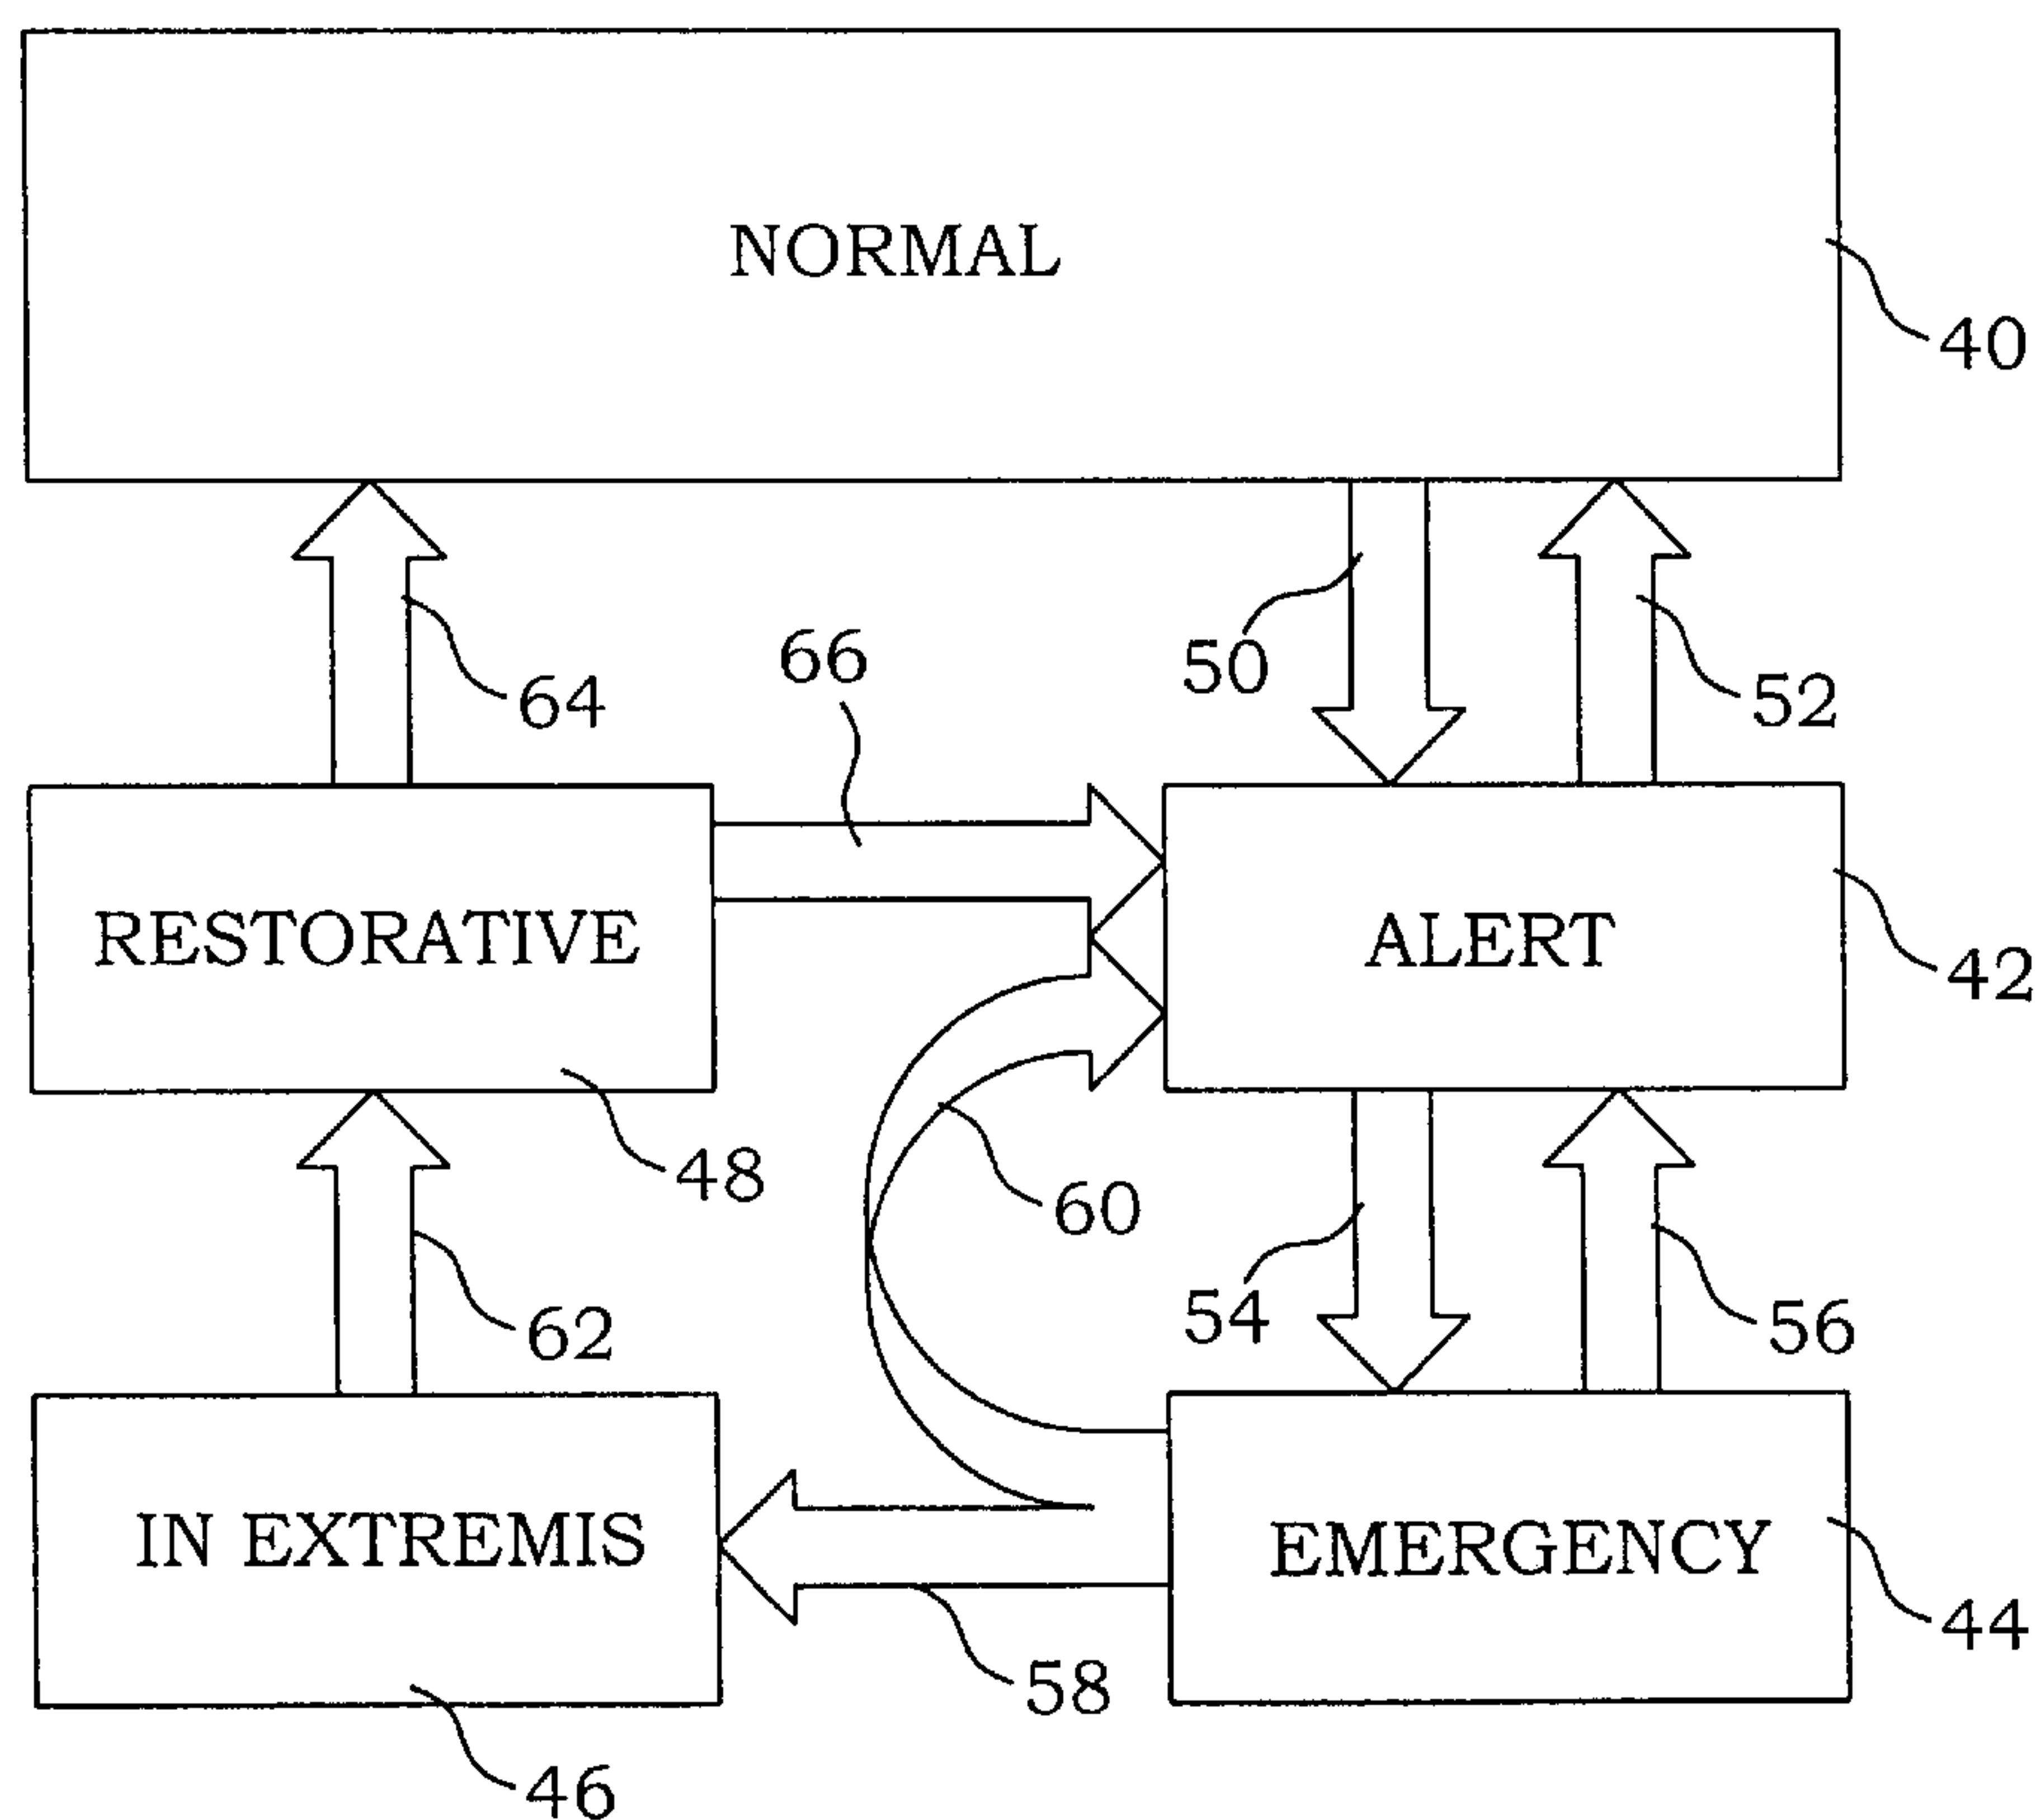 NORMAL
40
64
66
50
52
RESTORATIVE
ALERT
42
48
60
62
54
56
IN EXTREMIS
EMERGENCY
44
58
46